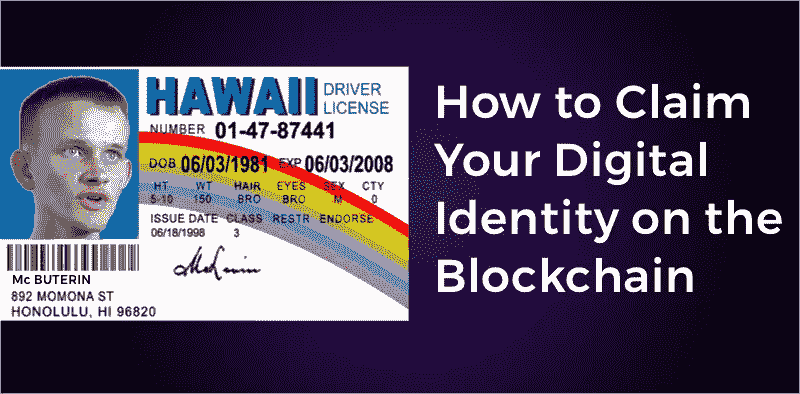 HAWAII DRIVER
LICENSE
NUMBER 01-47-87441
DOB 06/03/1981 EXP 06/03/2008
HT WT HAIR EYES SEX CTY
5-10 150 BRO BRO M 0
ISSUE DATE CLASS RESTR ENDORSE
06/18/1998 3
Mc BUTERIN
892 MOMONA ST
HONOLULU, HI 96820
How to Claim
Your Digital
Identity on the
Blockchain